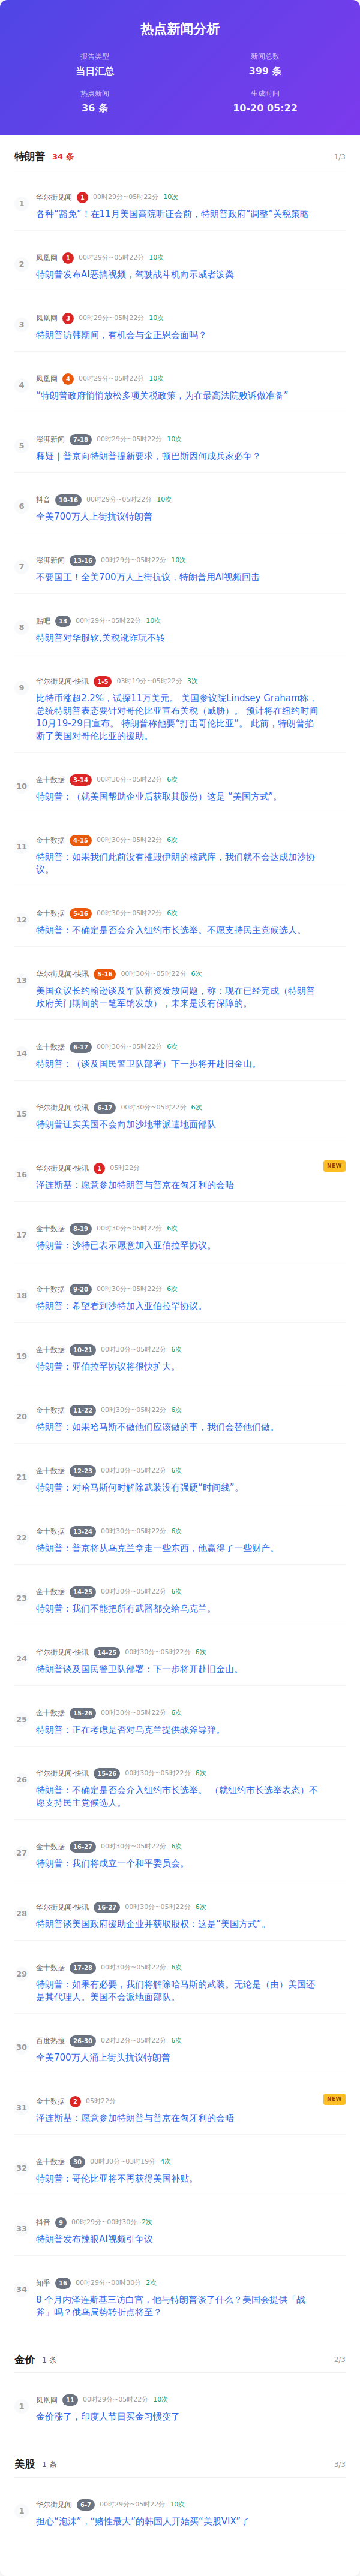 热点新闻分析
报告类型 新闻总数
当日汇总 399 条
热点新闻 生成时间
36 条 10-20 05:22
特朗普 34 条 1/3
1 华尔街见闻 1 00时29分~05时22分 10次
各种“豁免”！在11月美国高院听证会前，特朗普政府“调整”关税策略
2 凤凰网 1 00时29分~05时22分 10次
特朗普发布AI恶搞视频，驾驶战斗机向示威者泼粪
3 凤凰网 3 00时29分~05时22分 10次
特朗普访韩期间，有机会与金正恩会面吗？
4 凤凰网 4 00时29分~05时22分 10次
“特朗普政府悄悄放松多项关税政策，为在最高法院败诉做准备”
5 澎湃新闻 7-18 00时29分~05时22分 10次
释疑｜普京向特朗普提新要求，顿巴斯因何成兵家必争？
6 抖音 10-16 00时29分~05时22分 10次
全美700万人上街抗议特朗普
7 澎湃新闻 13-16 00时29分~05时22分 10次
不要国王！全美700万人上街抗议，特朗普用AI视频回击
8 贴吧 13 00时29分~05时22分 10次
特朗普对华服软,关税讹诈玩不转
9 华尔街见闻-快讯 1-5 03时19分~05时22分 3次
比特币涨超2.2%，试探11万美元。 美国参议院Lindsey Graham称，
总统特朗普表态要针对哥伦比亚宣布关税（威胁）。 预计将在纽约时间
10月19-29日宣布。 特朗普称他要“打击哥伦比亚”。 此前，特朗普掐
断了美国对哥伦比亚的援助。
10 金十数据 3-14 00时30分~05时22分 6次
特朗普：（就美国帮助企业后获取其股份）这是 “美国方式”。
11 金十数据 4-15 00时30分~05时22分 6次
特朗普：如果我们此前没有摧毁伊朗的核武库，我们就不会达成加沙协
议。
12 金十数据 5-16 00时30分~05时22分 6次
特朗普：不确定是否会介入纽约市长选举。不愿支持民主党候选人。
13 华尔街见闻-快讯 5-16 00时30分~05时22分 6次
美国众议长约翰逊谈及军队薪资发放问题，称：现在已经完成（特朗普
政府关门期间的一笔军饷发放），未来是没有保障的。
14 金十数据 6-17 00时30分~05时22分 6次
特朗普：（谈及国民警卫队部署）下一步将开赴旧金山。
15 华尔街见闻-快讯 6-17 00时30分~05时22分 6次
特朗普证实美国不会向加沙地带派遣地面部队
16 华尔街见闻-快讯 1 05时22分 NEW
泽连斯基：愿意参加特朗普与普京在匈牙利的会晤
17 金十数据 8-19 00时30分~05时22分 6次
特朗普：沙特已表示愿意加入亚伯拉罕协议。
18 金十数据 9-20 00时30分~05时22分 6次
特朗普：希望看到沙特加入亚伯拉罕协议。
19 金十数据 10-21 00时30分~05时22分 6次
特朗普：亚伯拉罕协议将很快扩大。
20 金十数据 11-22 00时30分~05时22分 6次
特朗普：如果哈马斯不做他们应该做的事，我们会替他们做。
21 金十数据 12-23 00时30分~05时22分 6次
特朗普：对哈马斯何时解除武装没有强硬“时间线”。
22 金十数据 13-24 00时30分~05时22分 6次
特朗普：普京将从乌克兰拿走一些东西，他赢得了一些财产。
23 金十数据 14-25 00时30分~05时22分 6次
特朗普：我们不能把所有武器都交给乌克兰。
24 华尔街见闻-快讯 14-25 00时30分~05时22分 6次
特朗普谈及国民警卫队部署：下一步将开赴旧金山。
25 金十数据 15-26 00时30分~05时22分 6次
特朗普：正在考虑是否对乌克兰提供战斧导弹。
26 华尔街见闻-快讯 15-26 00时30分~05时22分 6次
特朗普：不确定是否会介入纽约市长选举。 （就纽约市长选举表态）不
愿支持民主党候选人。
27 金十数据 16-27 00时30分~05时22分 6次
特朗普：我们将成立一个和平委员会。
28 华尔街见闻-快讯 16-27 00时30分~05时22分 6次
特朗普谈美国政府援助企业并获取股权：这是“美国方式”。
29 金十数据 17-28 00时30分~05时22分 6次
特朗普：如果有必要，我们将解除哈马斯的武装。无论是（由）美国还
是其代理人。美国不会派地面部队。
30 百度热搜 26-30 02时32分~05时22分 6次
全美700万人涌上街头抗议特朗普
31 金十数据 2 05时22分 NEW
泽连斯基：愿意参加特朗普与普京在匈牙利的会晤
32 金十数据 30 00时30分~03时19分 4次
特朗普：哥伦比亚将不再获得美国补贴。
33 抖音 9 00时29分~00时30分 2次
特朗普发布辣眼AI视频引争议
34 知乎 16 00时29分~00时30分 2次
8 个月内泽连斯基三访白宫，他与特朗普谈了什么？美国会提供「战
斧」吗？俄乌局势转折点将至？
金价 1 条 2/3
1 凤凰网 11 00时29分~05时22分 10次
金价涨了，印度人节日买金习惯变了
美股 1 条 3/3
1 华尔街见闻 6-7 00时29分~05时22分 10次
担心“泡沫”，“赌性最大”的韩国人开始买“美股VIX”了